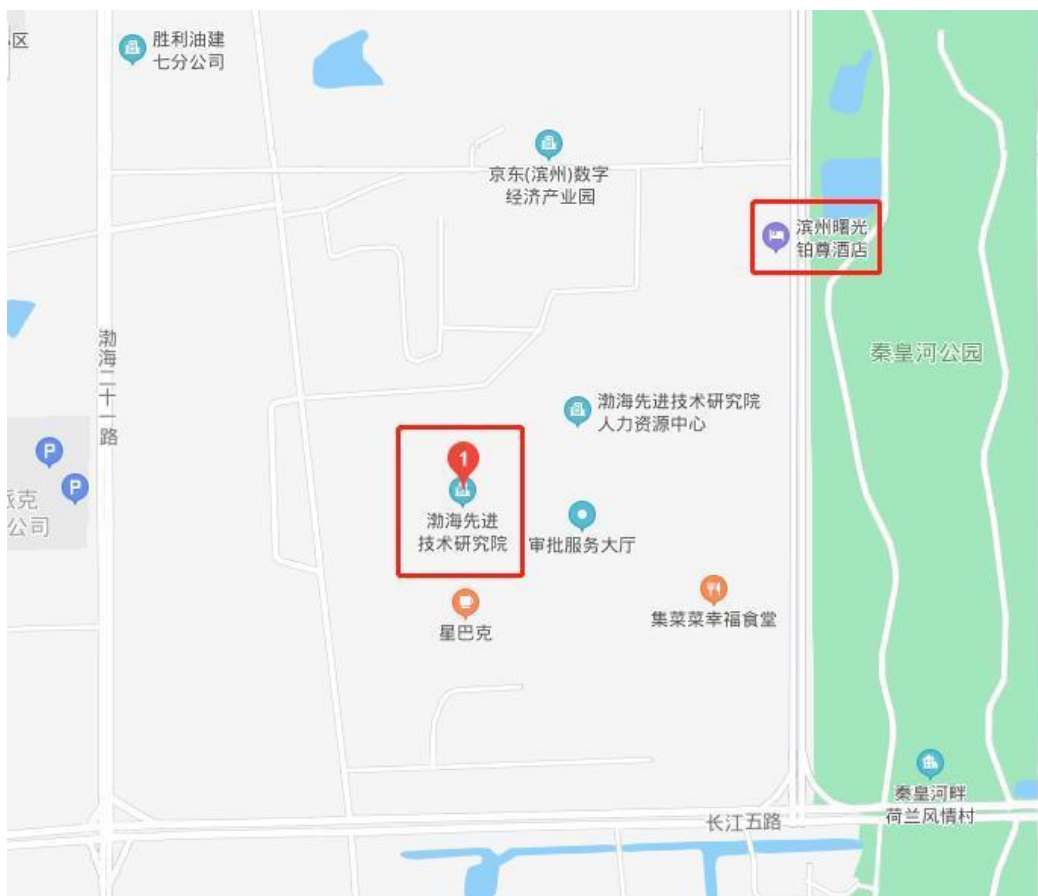 区
胜利油建
七分公司
京东(滨州)数字
经济产业园
滨州曙光
铂尊酒店
渤海二十一路
秦皇河公园
渤海先进技术研究院
人力资源中心
P
P
克
公司
1
渤海先进
技术研究院
审批服务大厅
集菜菜幸福食堂
星巴克
秦皇河畔
荷兰风情村
长江五路